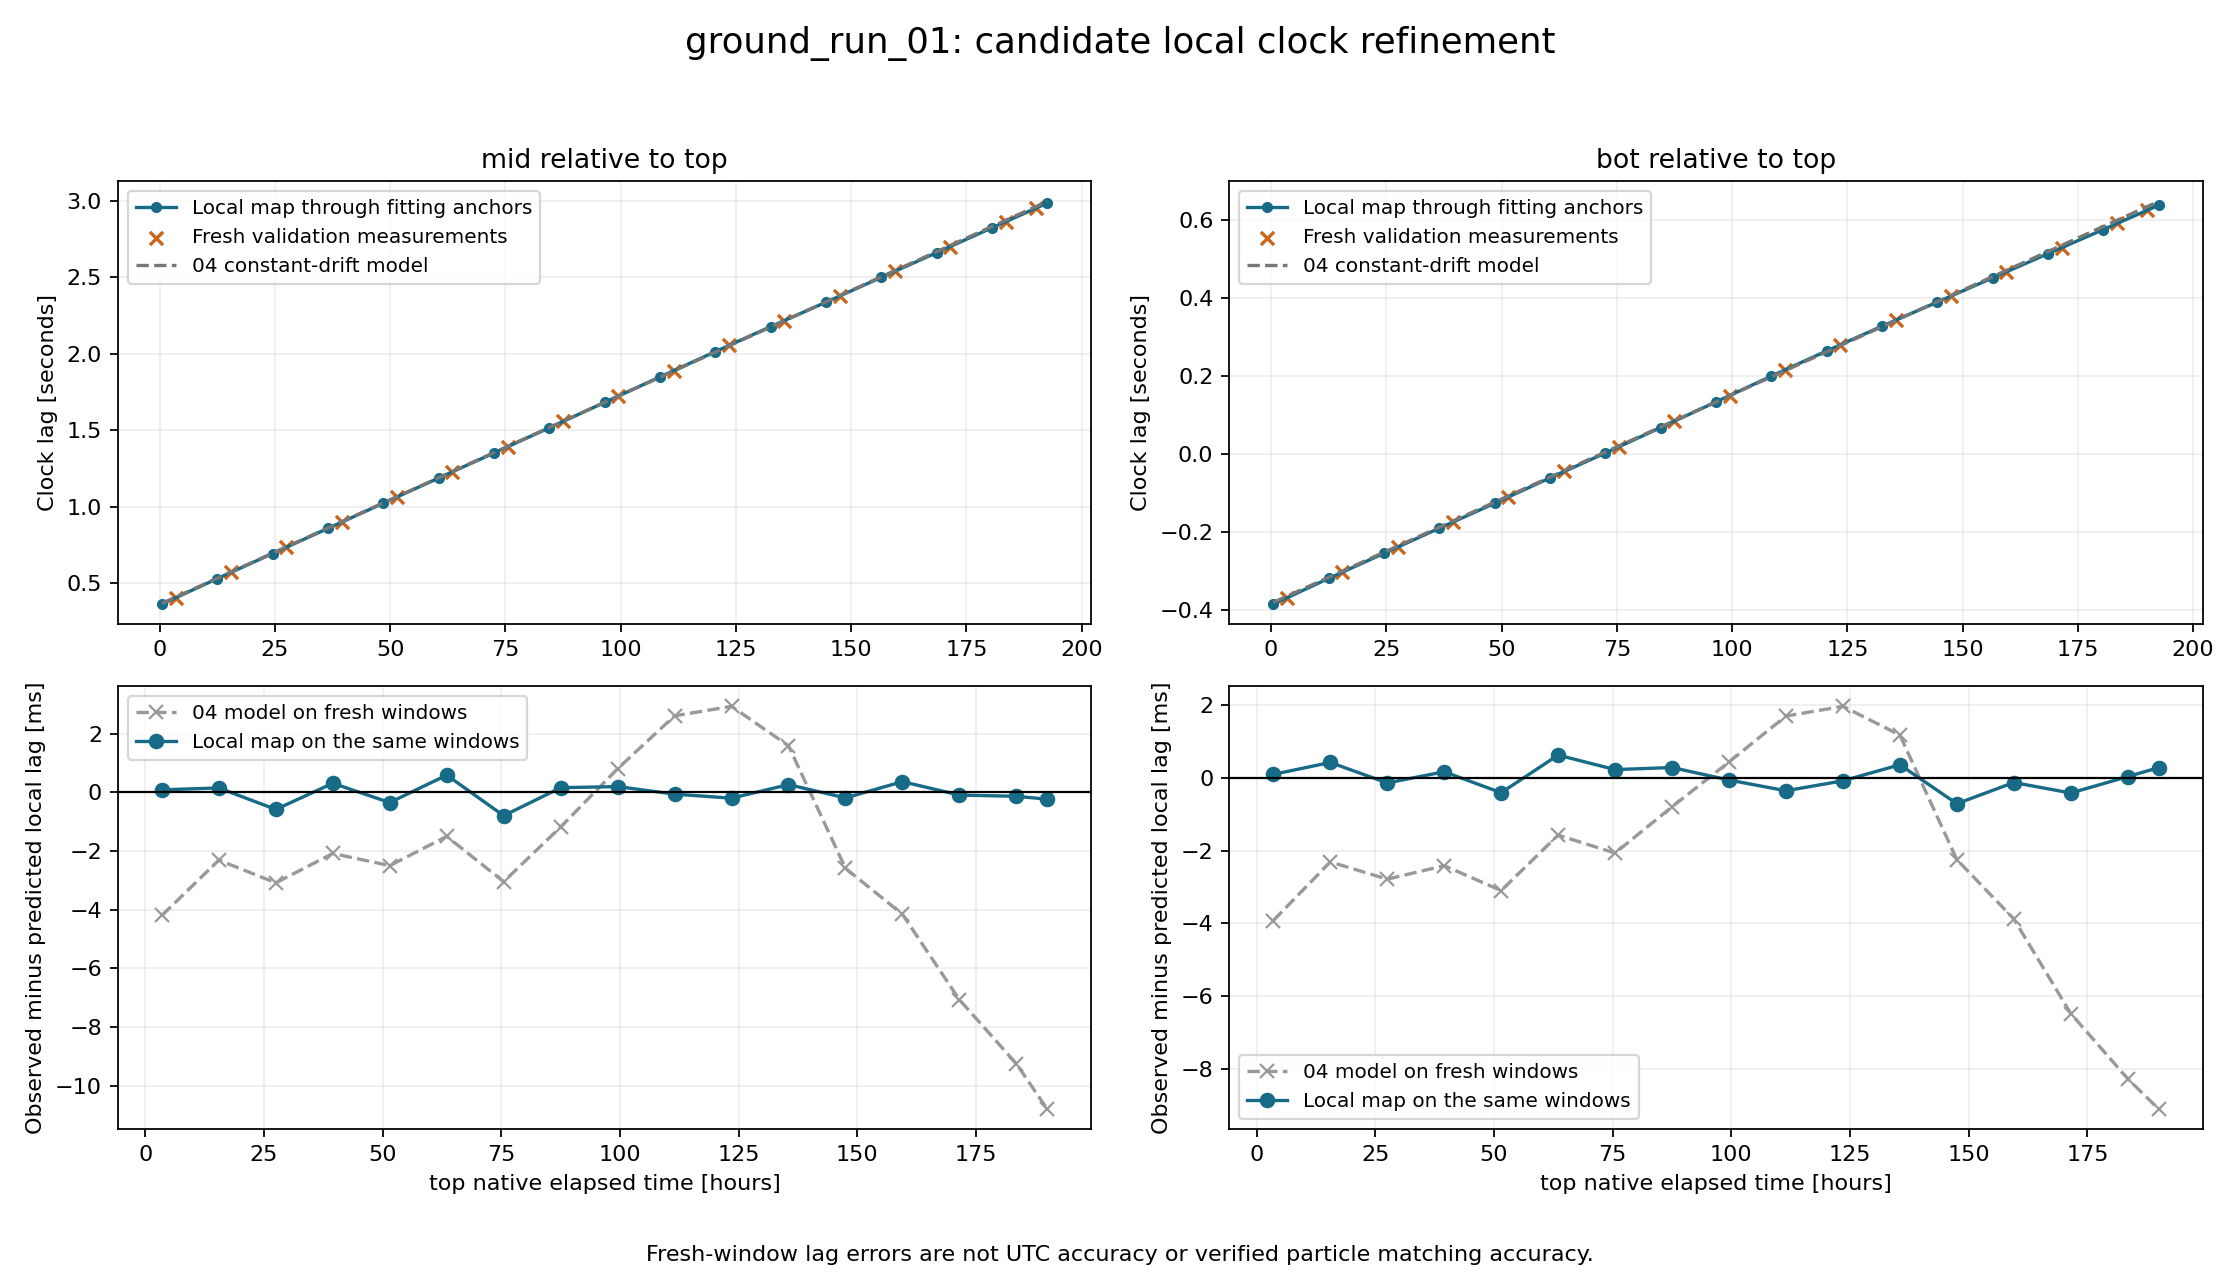 ground_run_01: candidate local clock refinement
mid relative to top
Clock lag [seconds]
3.0
2.5
2.0
1.5
1.0
0.5
Local map through fitting anchors
Fresh validation measurements
04 constant-drift model
0
25
50
75
100
125
150
175
200
bot relative to top
Clock lag [seconds]
0.6
0.4
0.2
0.0
−0.2
−0.4
Local map through fitting anchors
Fresh validation measurements
04 constant-drift model
0
25
50
75
100
125
150
175
200
Observed minus predicted local lag [ms]
2
0
−2
−4
−6
−8
−10
04 model on fresh windows
Local map on the same windows
0
25
50
75
100
125
150
175
top native elapsed time [hours]
Observed minus predicted local lag [ms]
2
0
−2
−4
−6
−8
04 model on fresh windows
Local map on the same windows
0
25
50
75
100
125
150
175
top native elapsed time [hours]
Fresh-window lag errors are not UTC accuracy or verified particle matching accuracy.